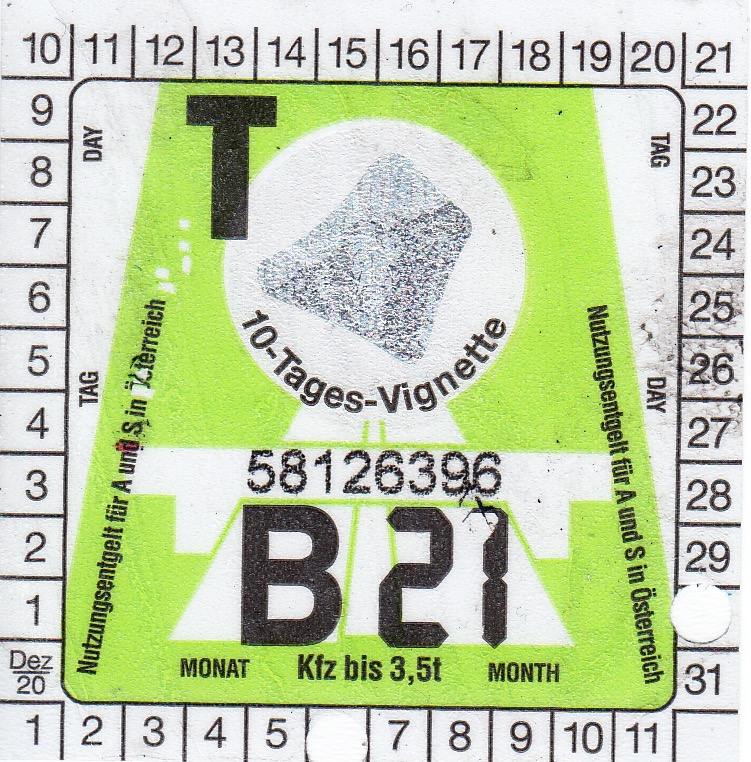 10 11 12 13 14 15 16 17 18 19 20 21
9
8
7
6
5
4
3
2
1
Dez
20
22
23
24
25
26
27
28
29
31
1 2 3 4 5 7 8 9 10 11
DAY
TAG
TAG
DAY
T
10-Tages-Vignette
Nutzungsentgelt für A und S in Österreich
Nutzungsentgelt für A und S in Österreich
58126396
B 21
MONAT Kfz bis 3,5t MONTH